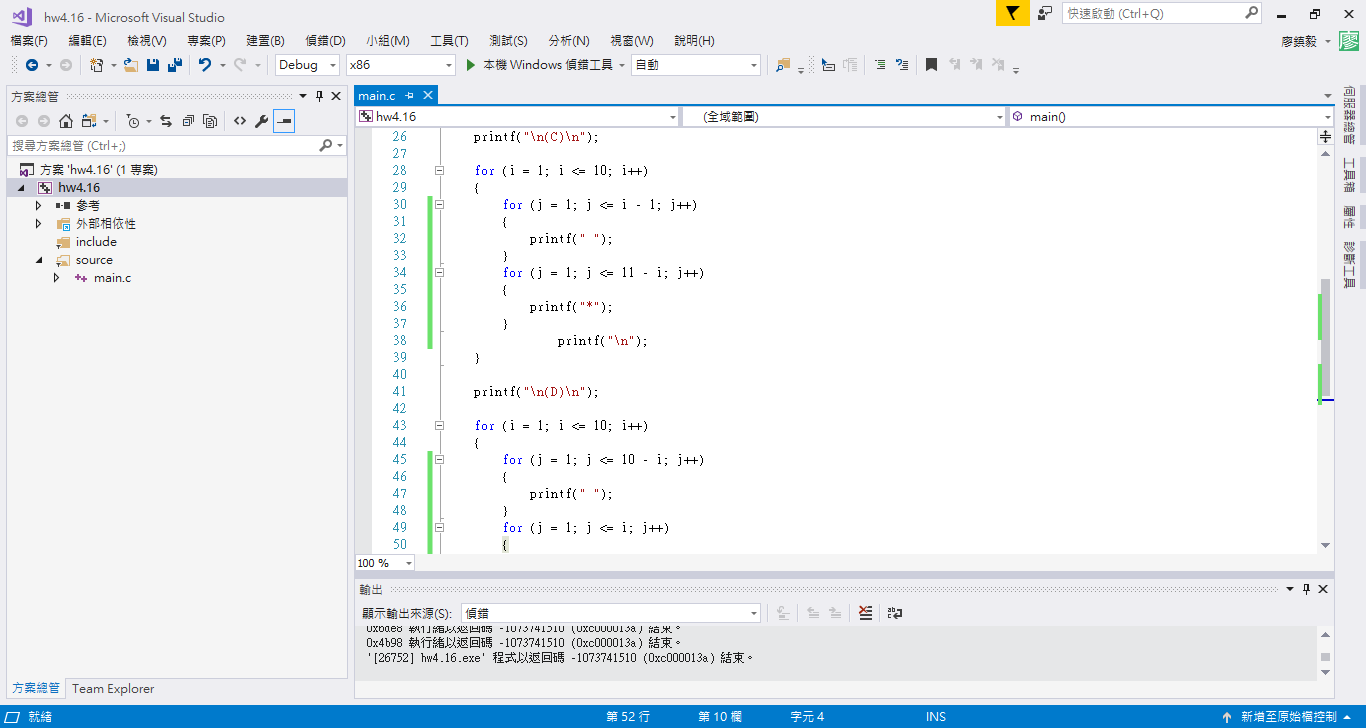 hw4.16 - Microsoft Visual Studio
快速啟動 (Ctrl+Q)
檔案(F) 編輯(E) 檢視(V) 專案(P) 建置(B) 偵錯(D) 小組(M) 工具(T) 測試(S) 分析(N) 視窗(W) 說明(H)
Debug x86 本機 Windows 偵錯工具 自動
方案總管
搜尋方案總管 (Ctrl+;)
方案 'hw4.16' (1 專案)
hw4.16
參考
外部相依性
include
source
main.c
方案總管 Team Explorer
main.c
hw4.16 (全域範圍) main()
26 printf("\n(C)\n");
27
28 for (i = 1; i <= 10; i++)
29 {
30 for (j = 1; j <= i - 1; j++)
31 {
32 printf(" ");
33 }
34 for (j = 1; j <= 11 - i; j++)
35 {
36 printf("*");
37 }
38 printf("\n");
39 }
40
41 printf("\n(D)\n");
42
43 for (i = 1; i <= 10; i++)
44 {
45 for (j = 1; j <= 10 - i; j++)
46 {
47 printf(" ");
48 }
49 for (j = 1; j <= i; j++)
50 {
100 %
輸出
顯示輸出來源(S): 偵錯
0x6de8 執行緒以返回碼 -1073741510 (0xc000013a) 結束。
0x4b98 執行緒以返回碼 -1073741510 (0xc000013a) 結束。
'[26752] hw4.16.exe' 程式以返回碼 -1073741510 (0xc000013a) 結束。
伺服器總管
工具箱
屬性
診斷工具
就緒 第 52 行 第 10 欄 字元 4 INS 新增至原始檔控制